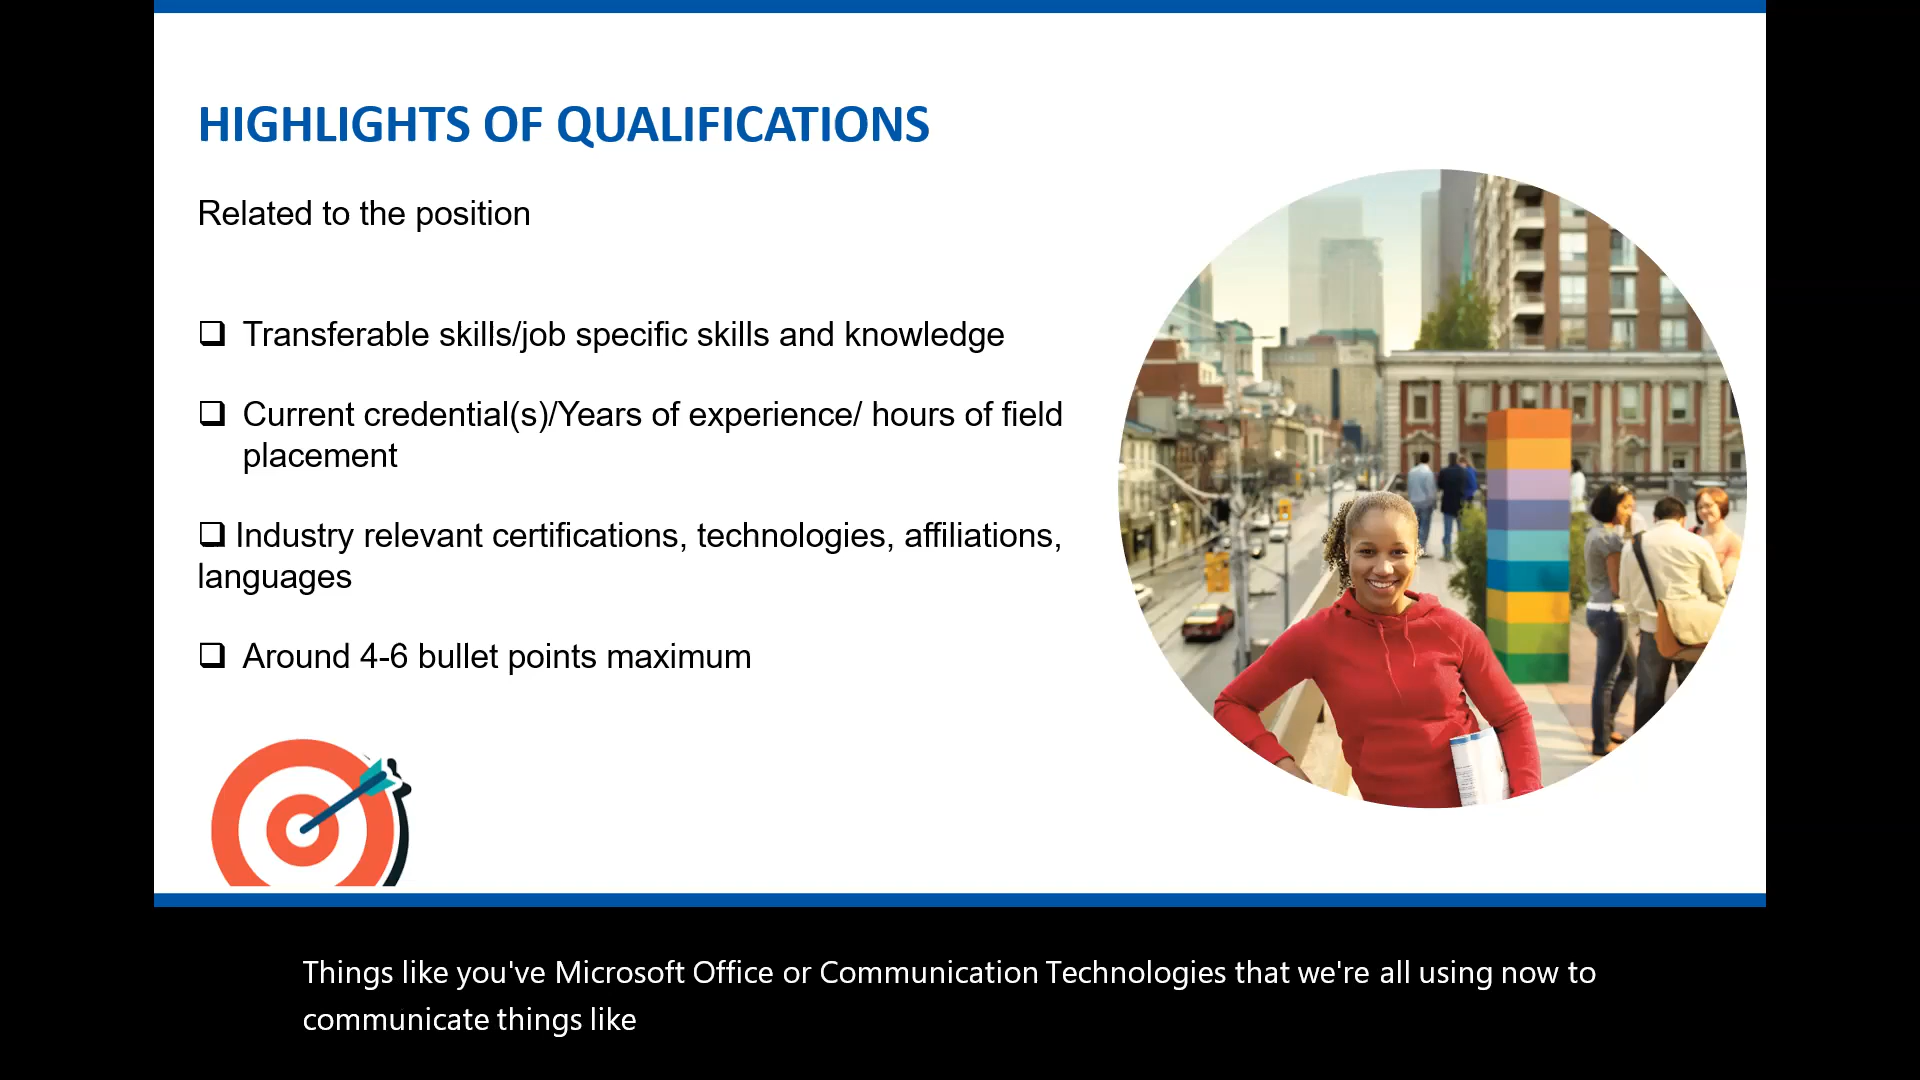 HIGHLIGHTS OF QUALIFICATIONS
Related to the position
❑ Transferable skills/job specific skills and knowledge
❑ Current credential(s)/Years of experience/ hours of field
placement
❑ Industry relevant certifications, technologies, affiliations,
languages
❑ Around 4-6 bullet points maximum
Things like you've Microsoft Office or Communication Technologies that we're all using now to
communicate things like